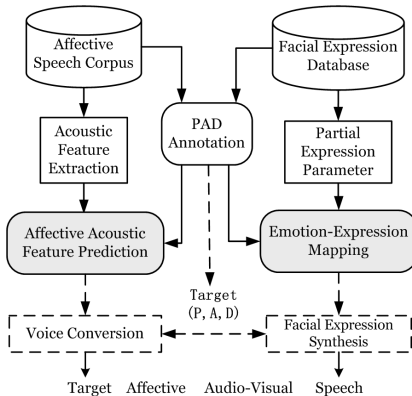 Affective
Speech Corpus
Facial Expression
Database
PAD
Annotation
Acoustic
Feature
Extraction
Partial
Expression
Parameter
Affective Acoustic
Feature Prediction
Emotion-Expression
Mapping
Target
(P, A, D)
Voice Conversion
Facial Expression
Synthesis
Target Affective Audio-Visual Speech